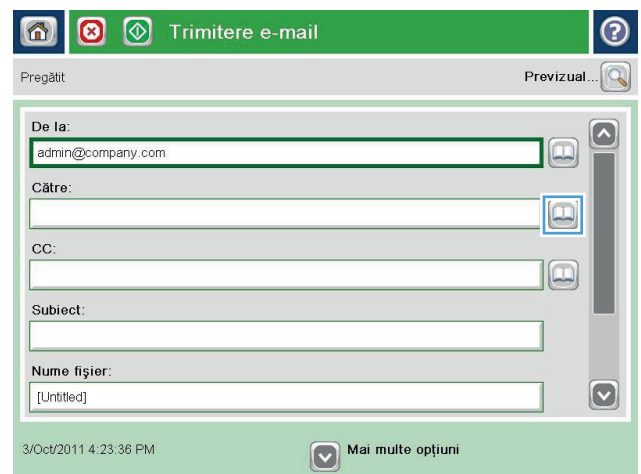 Trimitere e-mail
Pregătit Previzual...
De la:
admin@company.com
Către:
CC:
Subiect:
Nume fişier:
[Untitled]
3/Oct/2011 4:23:36 PM Mai multe opţiuni